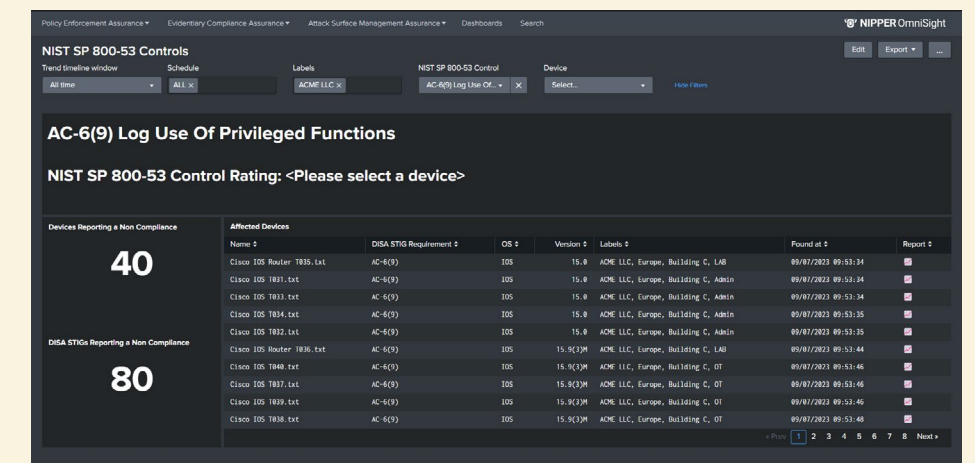 Policy Enforcement Assurance Evidentiary Compliance Assurance Attack Surface Management Assurance Dashboards Search NIPPER OmniSight
NIST SP 800-53 Controls Edit Export ...
Trend timeline window Schedule Labels NIST SP 800-53 Control Device
All time ALL × ACME LLC × AC-6(9) Log Use Of... × Select... Hide Filters
AC-6(9) Log Use Of Privileged Functions
NIST SP 800-53 Control Rating: <Please select a device>
Devices Reporting a Non Compliance
40
DISA STIGs Reporting a Non Compliance
80
Affected Devices
Name DISA STIG Requirement OS Version Labels Found at Report
Cisco IOS Router T035.txt AC-6(9) IOS 15.0 ACME LLC, Europe, Building C, LAB 09/07/2023 09:53:34
Cisco IOS T031.txt AC-6(9) IOS 15.0 ACME LLC, Europe, Building C, Admin 09/07/2023 09:53:34
Cisco IOS T033.txt AC-6(9) IOS 15.0 ACME LLC, Europe, Building C, Admin 09/07/2023 09:53:34
Cisco IOS T034.txt AC-6(9) IOS 15.0 ACME LLC, Europe, Building C, Admin 09/07/2023 09:53:35
Cisco IOS T032.txt AC-6(9) IOS 15.0 ACME LLC, Europe, Building C, Admin 09/07/2023 09:53:35
Cisco IOS Router T036.txt AC-6(9) IOS 15.9(3)M ACME LLC, Europe, Building C, LAB 09/07/2023 09:53:44
Cisco IOS T040.txt AC-6(9) IOS 15.9(3)M ACME LLC, Europe, Building C, OT 09/07/2023 09:53:46
Cisco IOS T037.txt AC-6(9) IOS 15.9(3)M ACME LLC, Europe, Building C, OT 09/07/2023 09:53:46
Cisco IOS T039.txt AC-6(9) IOS 15.9(3)M ACME LLC, Europe, Building C, OT 09/07/2023 09:53:46
Cisco IOS T038.txt AC-6(9) IOS 15.9(3)M ACME LLC, Europe, Building C, OT 09/07/2023 09:53:48
« Prev 1 2 3 4 5 6 7 8 Next »